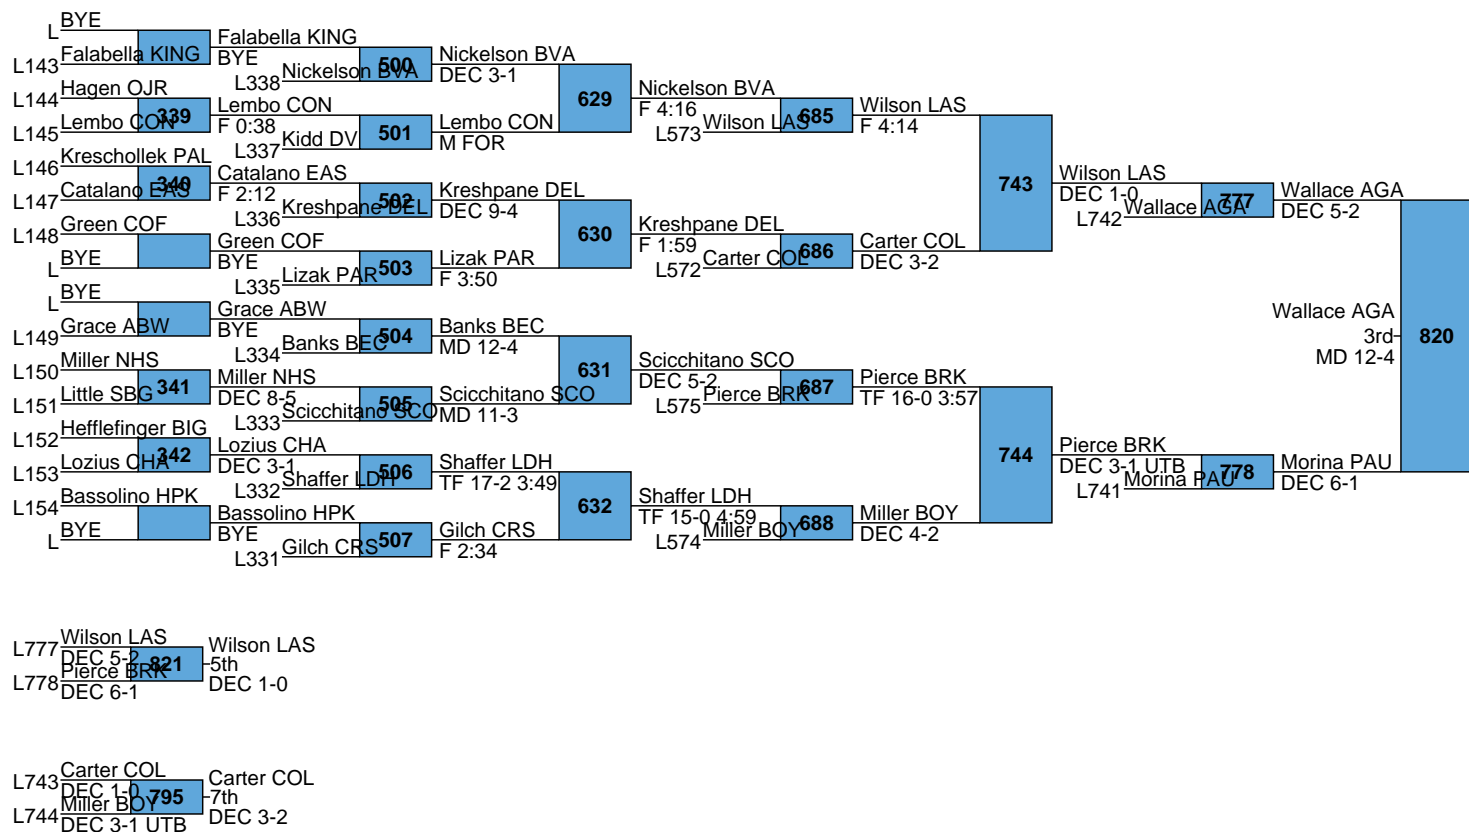 BYE
L
Falabella KING
L143
Falabella KING
BYE
Hagen OJR
L144
339
Lembo CON
L145
Lembo CON
F 0:38
Kreschollek PAL
L146
340
Catalano EAS
L147
Catalano EAS
F 2:12
Green COF
L148
BYE
L
Green COF
BYE
BYE
L
Grace ABW
L149
Grace ABW
BYE
Miller NHS
L150
341
Little SBG
L151
Miller NHS
DEC 8-5
Hefflefinger BIG
L152
342
Lozius CHA
L153
Lozius CHA
DEC 3-1
Bassolino HPK
L154
BYE
L
Bassolino HPK
BYE
L338
Nickelson BVA
500
Nickelson BVA
DEC 3-1
L337
Kidd DV
501
Lembo CON
M FOR
L336
Kreshpane DEL
502
Kreshpane DEL
DEC 9-4
L335
Lizak PAR
503
Lizak PAR
F 3:50
L334
Banks BEC
504
Banks BEC
MD 12-4
L333
Scicchitano SCO
505
Scicchitano SCO
MD 11-3
L332
Shaffer LDH
506
Shaffer LDH
TF 17-2 3:49
L331
Gilch CRS
507
Gilch CRS
F 2:34
629
Nickelson BVA
F 4:16
630
Kreshpane DEL
F 1:59
631
Scicchitano SCO
DEC 5-2
632
Shaffer LDH
TF 15-0 4:59
L573
Wilson LAS
685
Wilson LAS
F 4:14
L572
Carter COL
686
Carter COL
DEC 3-2
L575
Pierce BRK
687
Pierce BRK
TF 16-0 3:57
L574
Miller BOY
688
Miller BOY
DEC 4-2
743
Wilson LAS
DEC 1-0
744
Pierce BRK
DEC 3-1 UTB
L742
Wallace AGA
777
Wallace AGA
DEC 5-2
L741
Morina PAU
778
Morina PAU
DEC 6-1
Wallace AGA
3rd
MD 12-4
820
Wilson LAS
L777
DEC 5-2
821
Pierce BRK
L778
DEC 6-1
Wilson LAS
5th
DEC 1-0
Carter COL
L743
DEC 1-0
795
Miller BOY
L744
DEC 3-1 UTB
Carter COL
7th
DEC 3-2